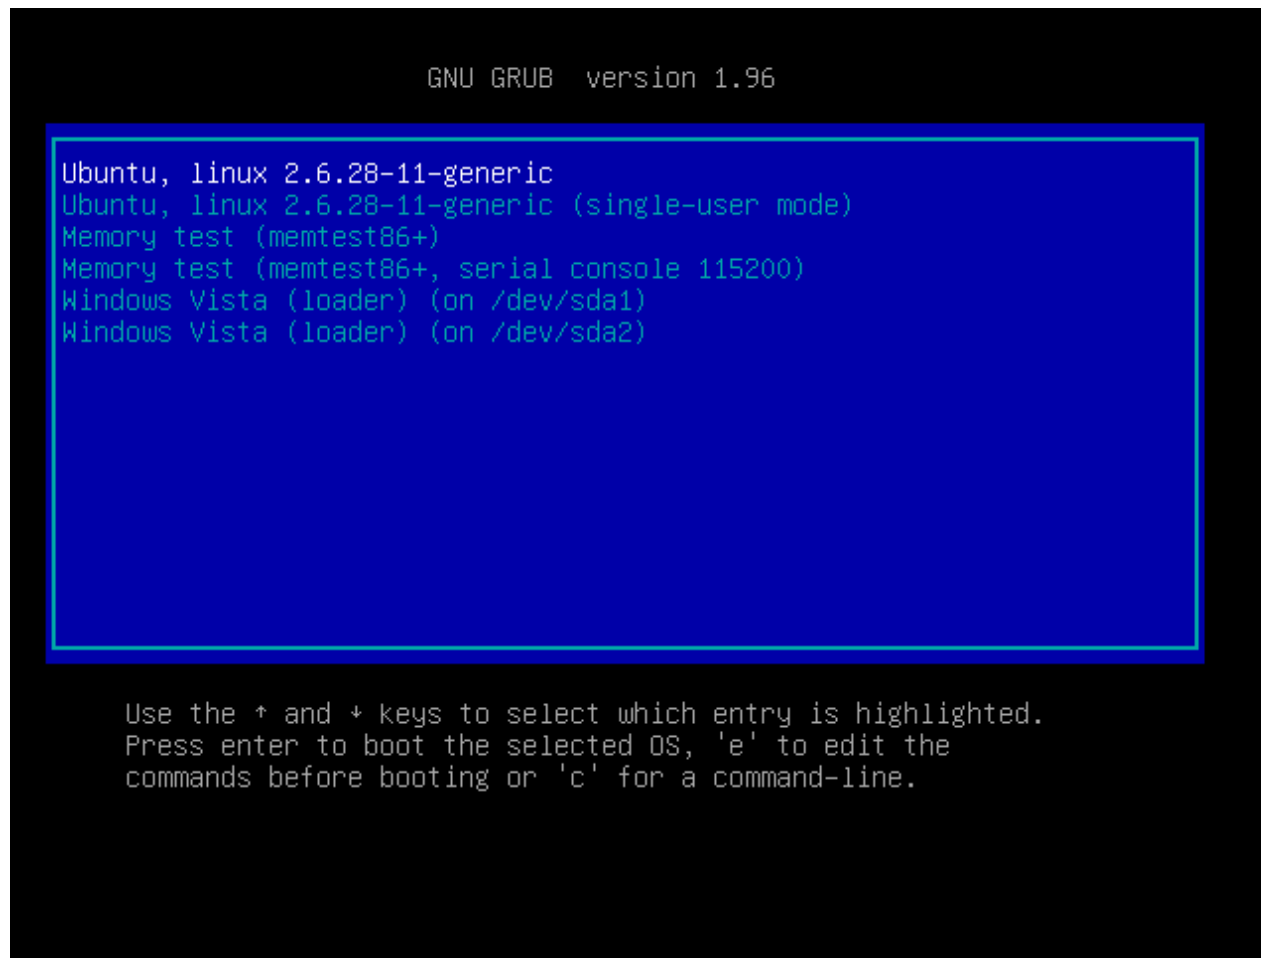 GNU GRUB  version 1.96
Ubuntu, linux 2.6.28-11-generic
Ubuntu, linux 2.6.28-11-generic (single-user mode)
Memory test (memtest86+)
Memory test (memtest86+, serial console 115200)
Windows Vista (loader) (on /dev/sda1)
Windows Vista (loader) (on /dev/sda2)
Use the ↑ and ↓ keys to select which entry is highlighted.
Press enter to boot the selected OS, 'e' to edit the
commands before booting or 'c' for a command-line.